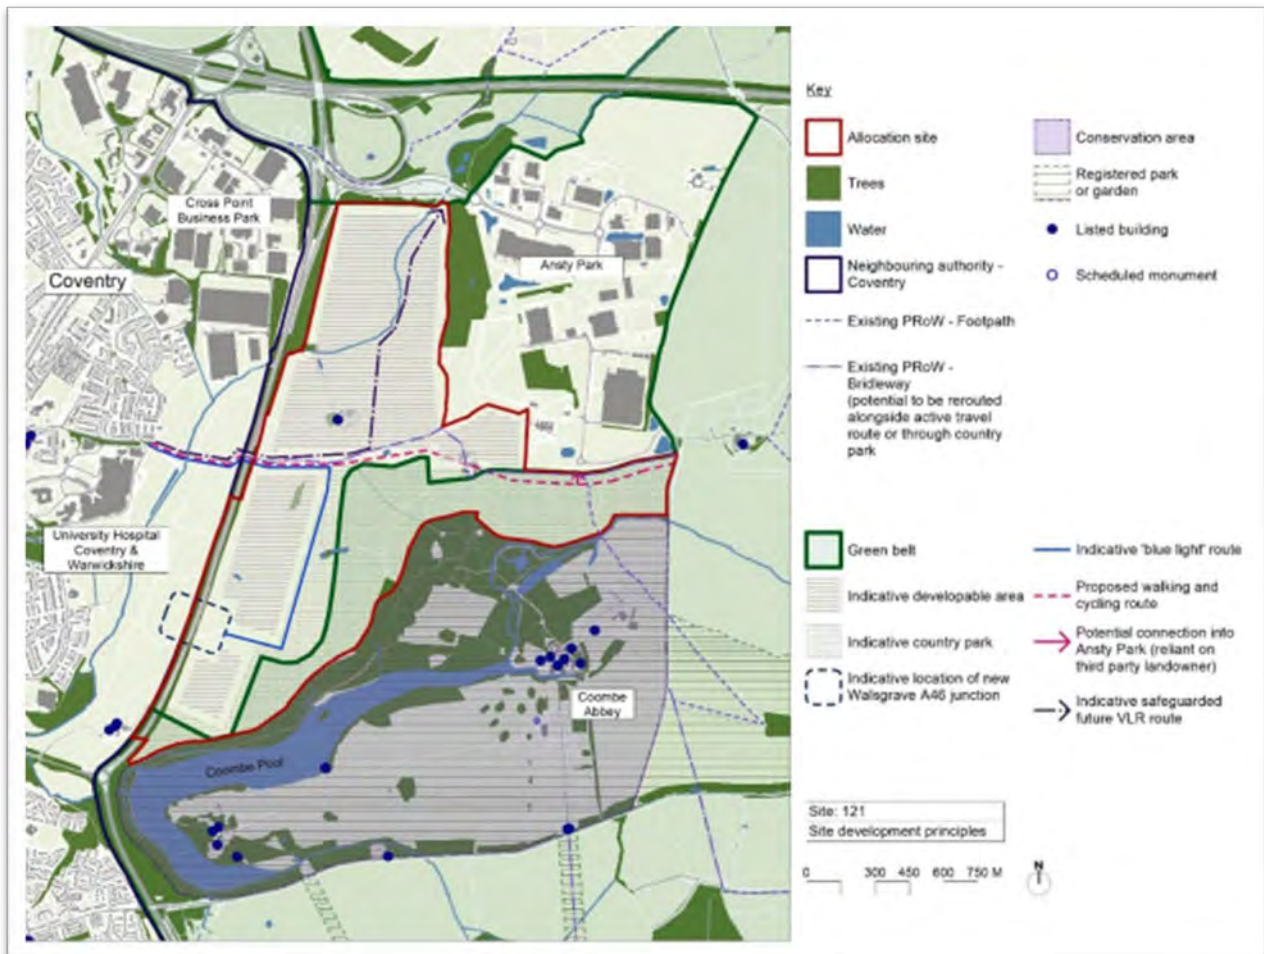 Cross Point
Business Park
Coventry
Ansty Park
University Hospital
Coventry &
Warwickshire
Coombe
Abbey
Coombe Pool
Key
Allocation site
Trees
Water
Neighbouring authority -
Coventry
Existing PRoW - Footpath
Existing PRoW -
Bridleway
(potential to be rerouted
alongside active travel
route or through country
park
Conservation area
Registered park
or garden
Listed building
Scheduled monument
Green belt
Indicative developable area
Indicative country park
Indicative location of new
Walsgrave A46 junction
Indicative 'blue light' route
Proposed walking and
cycling route
Potential connection into
Ansty Park (reliant on
third party landowner)
Indicative safeguarded
future VLR route
Site: 121
Site development principles
0 300 450 600 750 M
N